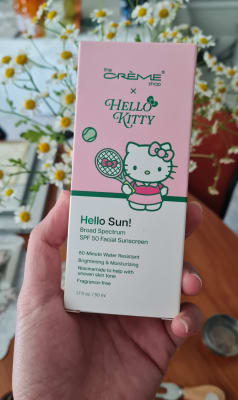 the
CRÈME®
shop
×
HELLO
KITTY
Hello Sun!
Broad Spectrum
SPF 50 Facial Sunscreen
80-Minute Water Resistant
Brightening & Moisturizing
Niacinamide to help with
uneven skin tone
Fragrance-free
1.7 fl oz / 50 ml